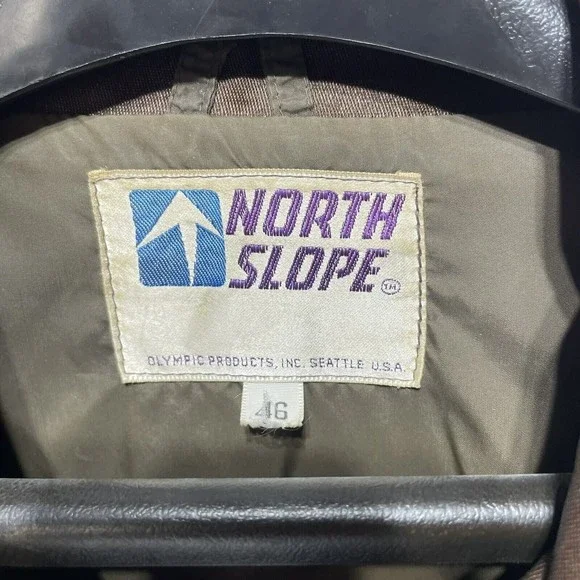 NORTH
SLOPE TM
OLYMPIC PRODUCTS, INC. SEATTLE U.S.A.
46